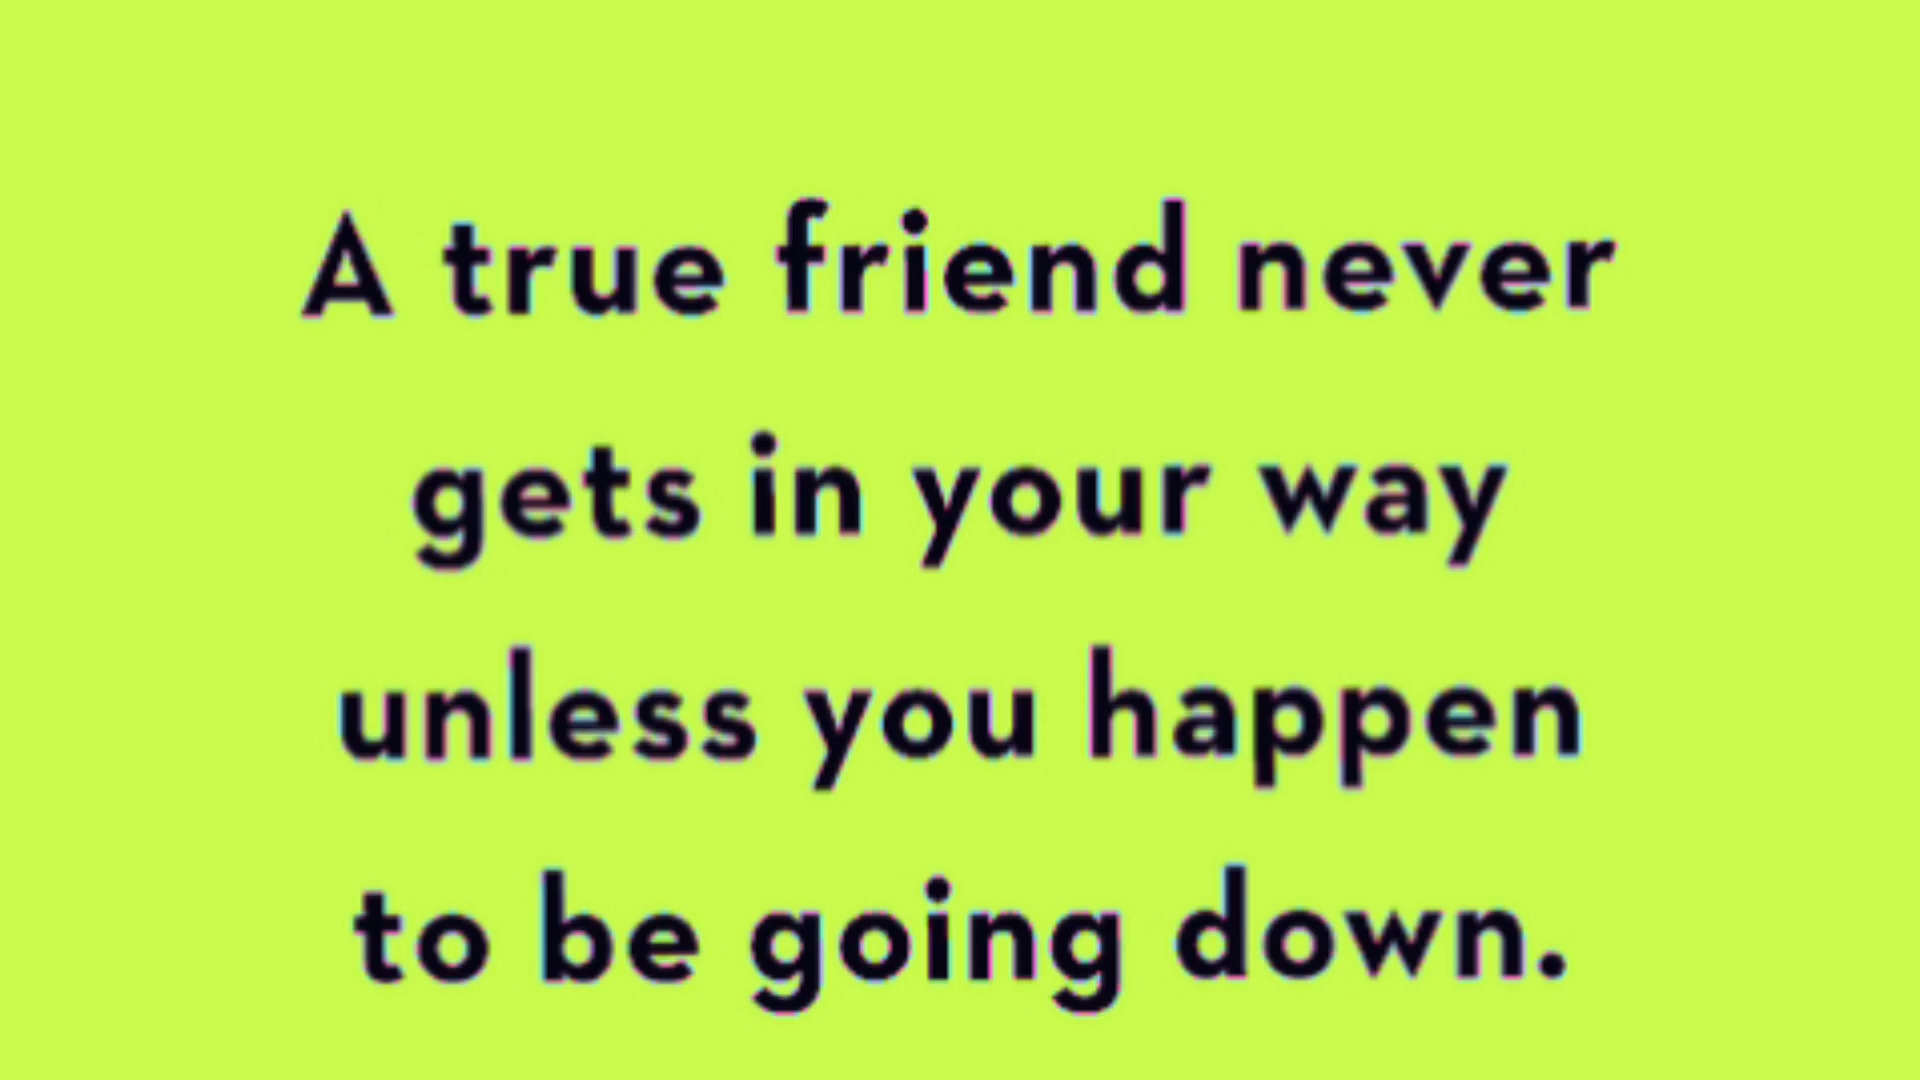 A true friend never
gets in your way
unless you happen
to be going down.